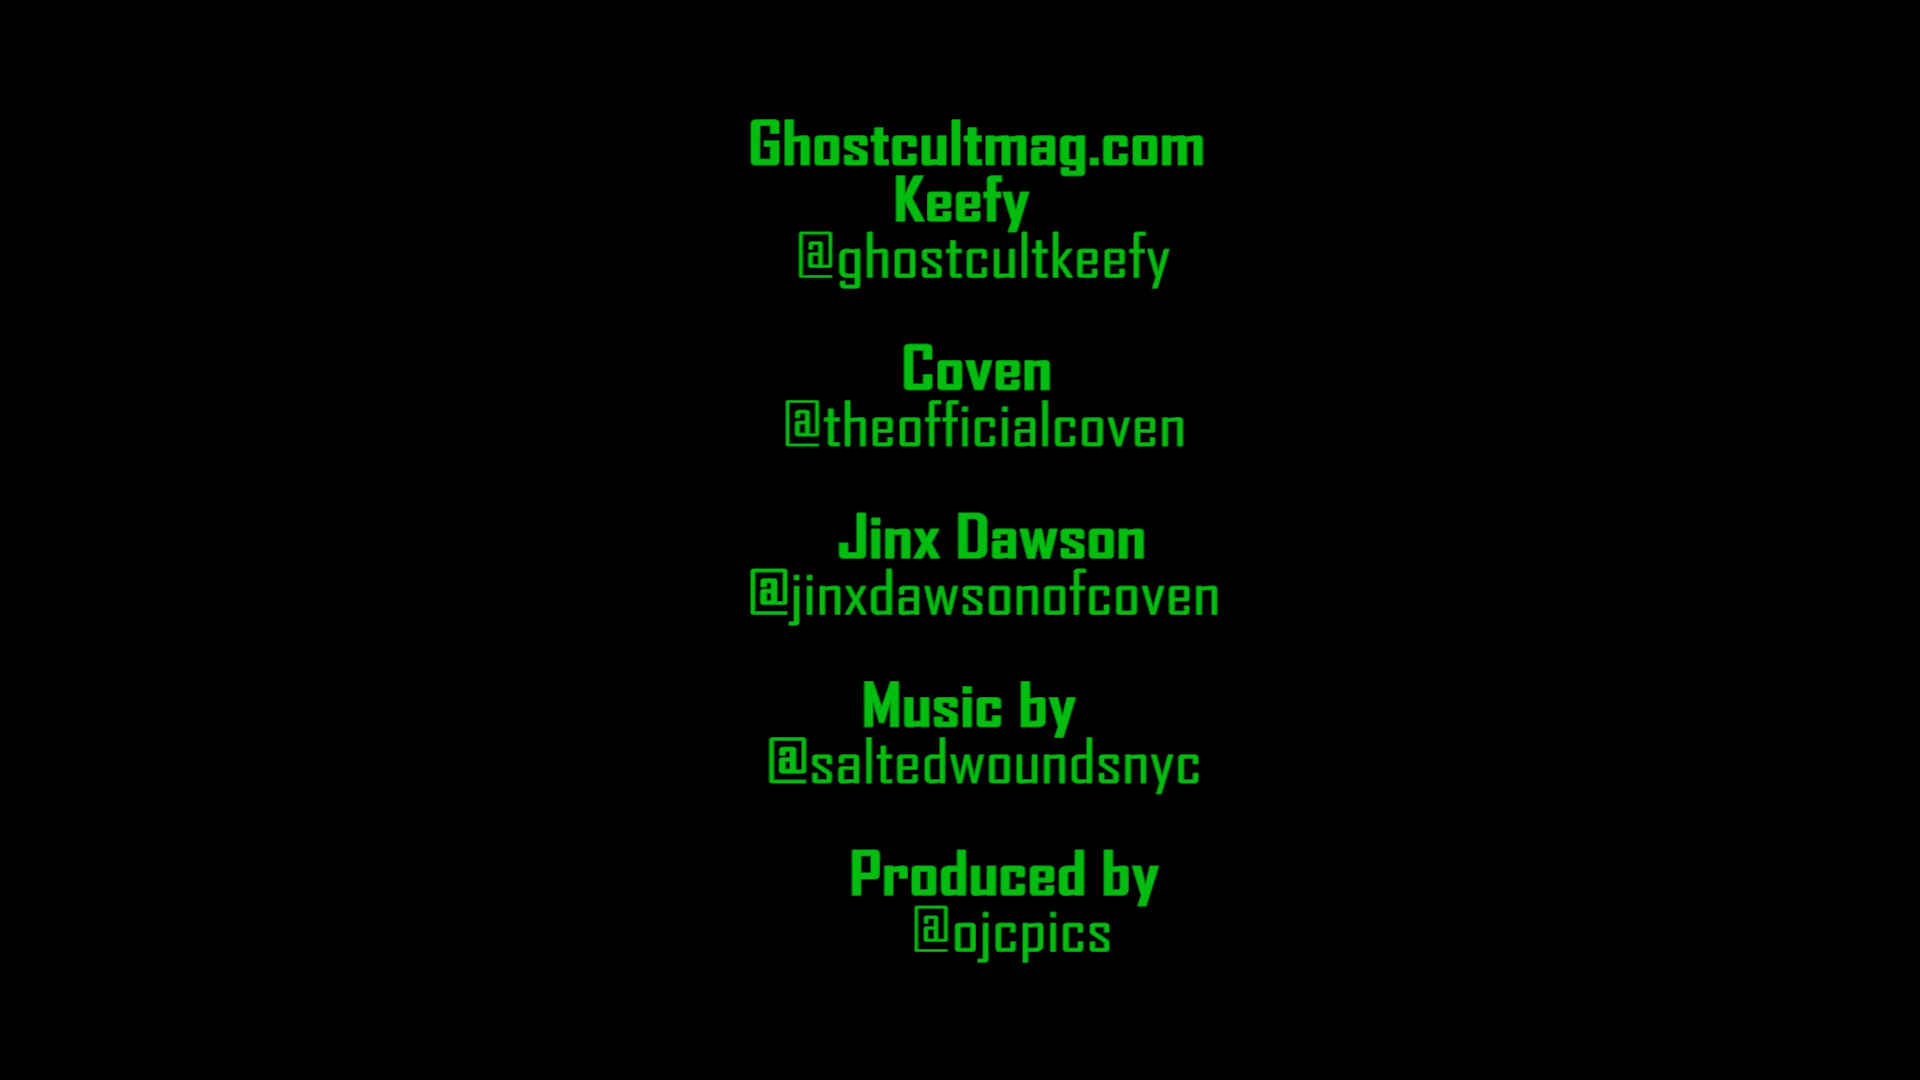 Ghostcultmag.com
Keefy
@ghostcultkeefy
Coven
@theofficialcoven
Jinx Dawson
@jinxdawsonofcoven
Music by
@saltedwoundsnyc
Produced by
@ojcpics